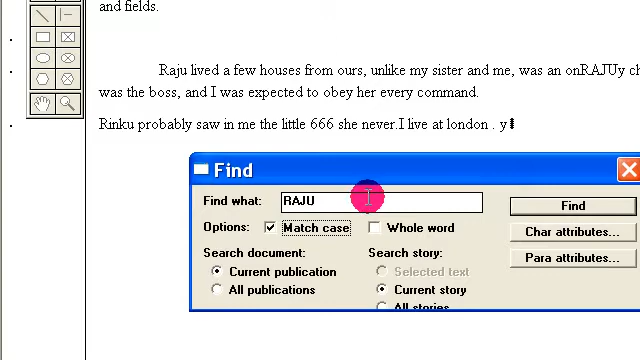 and fields.
Raju lived a few houses from ours, unlike my sister and me, was an onRAJUy ch
was the boss, and I was expected to obey her every command.
Rinku probably saw in me the little 666 she never.I live at london . y
Find
Find what: RAJU
Find
Options: Match case Whole word
Char attributes...
Search document: Search story:
Para attributes...
Current publication Selected text
All publications Current story
All stories